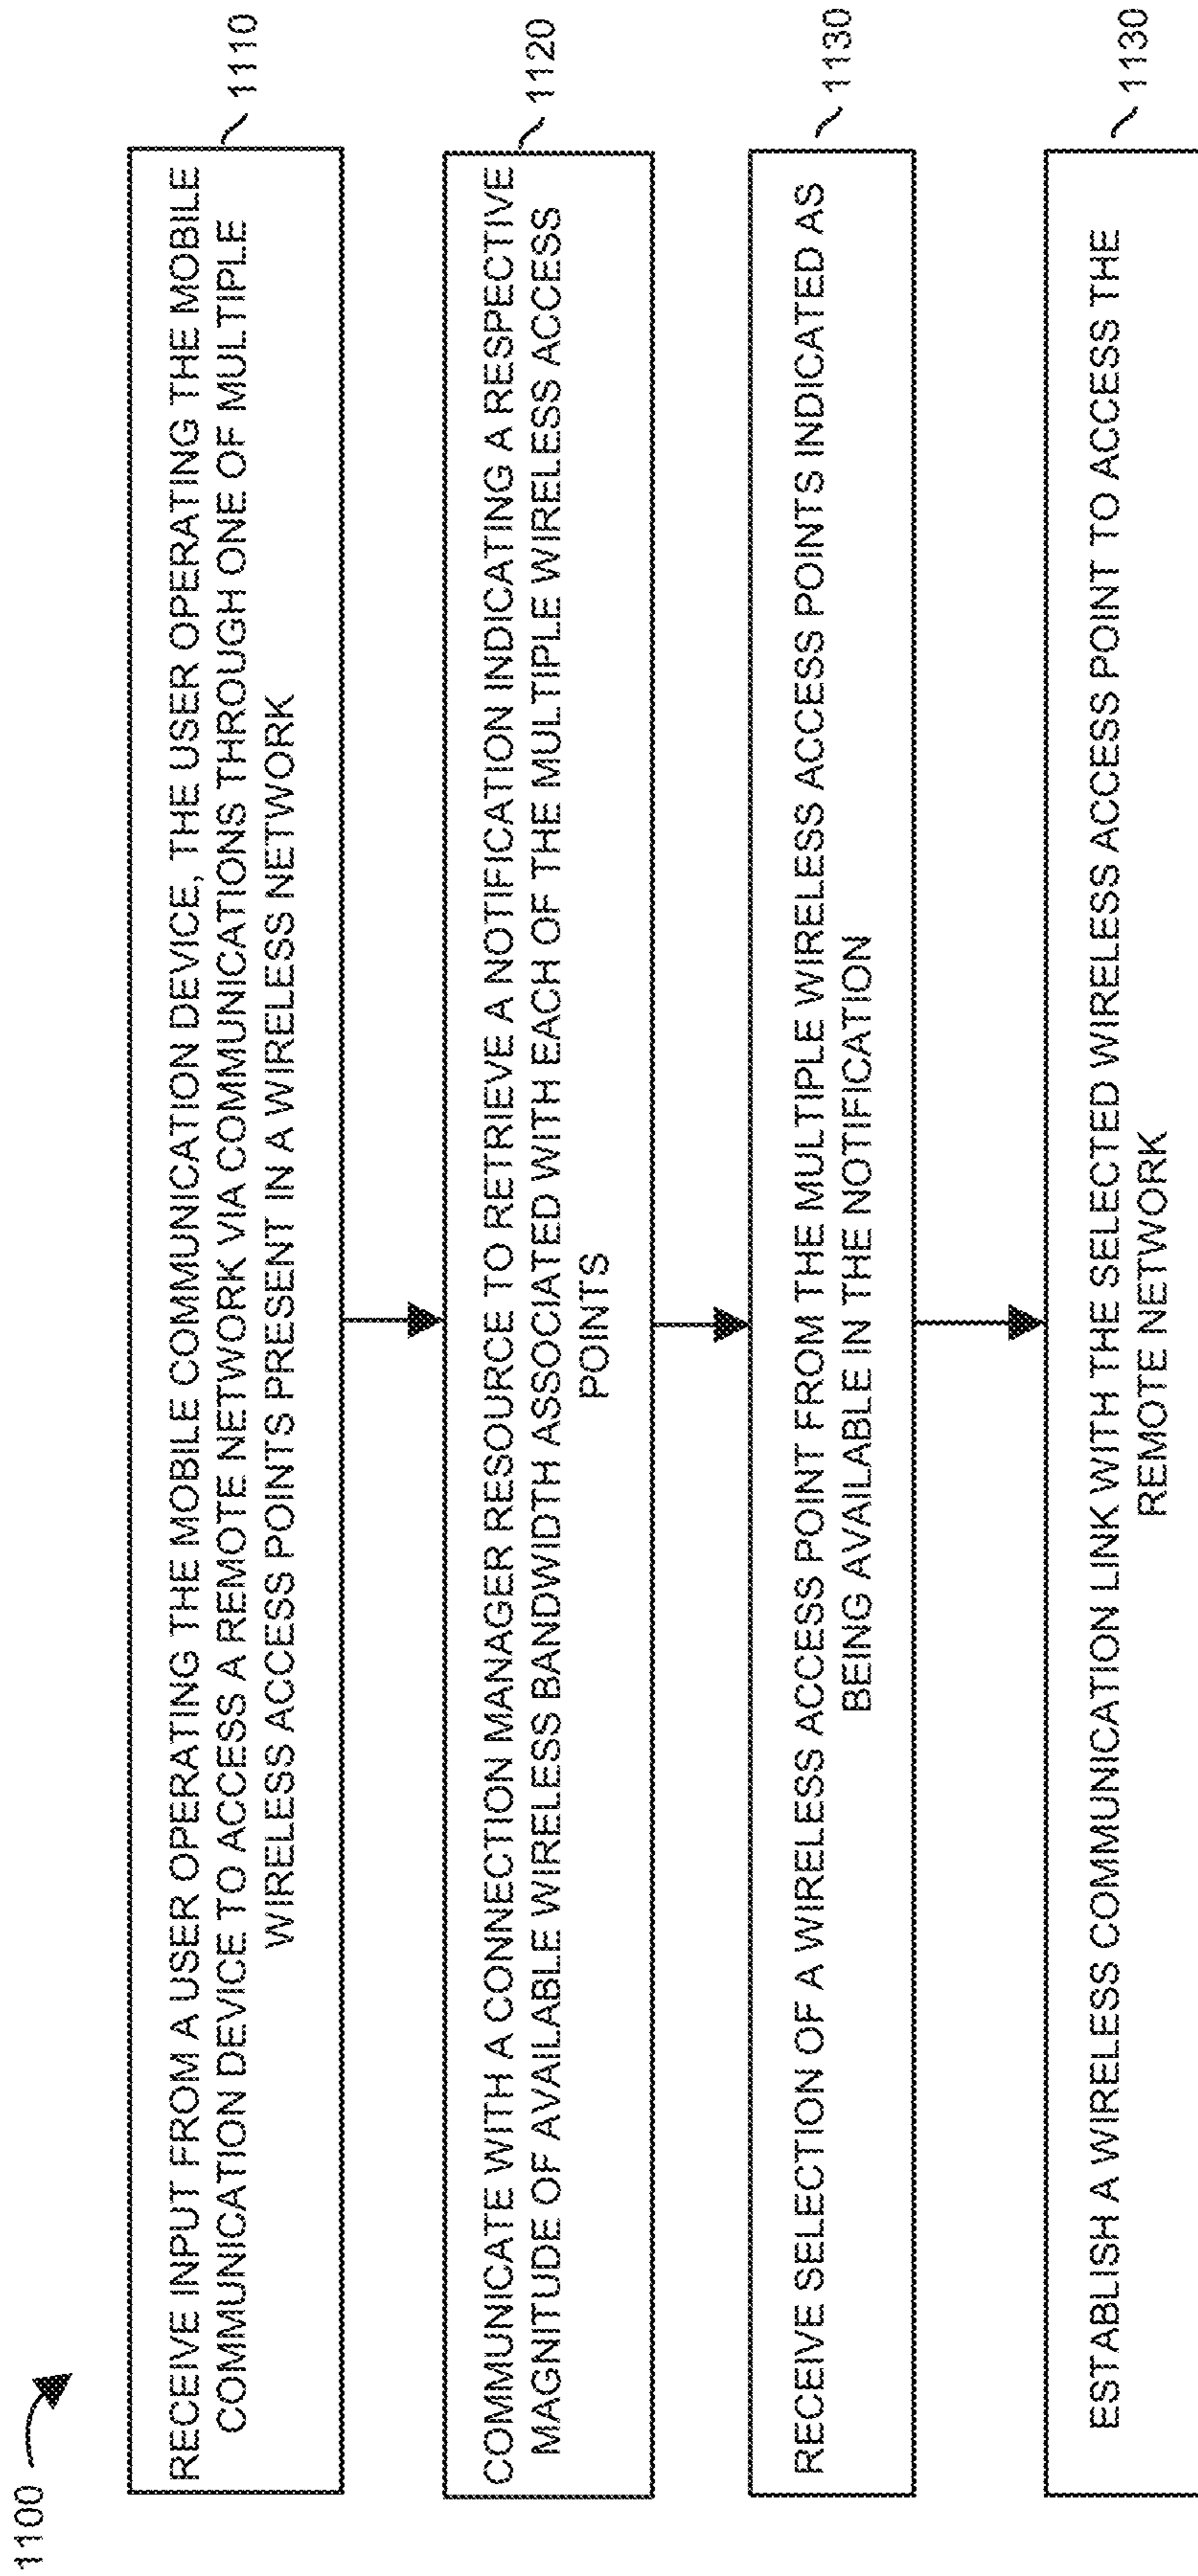 1100
RECEIVE INPUT FROM A USER OPERATING THE MOBILE COMMUNICATION DEVICE, THE USER OPERATING THE MOBILE
COMMUNICATION DEVICE TO ACCESS A REMOTE NETWORK VIA COMMUNICATIONS THROUGH ONE OF MULTIPLE
WIRELESS ACCESS POINTS PRESENT IN A WIRELESS NETWORK
1110
COMMUNICATE WITH A CONNECTION MANAGER RESOURCE TO RETRIEVE A NOTIFICATION INDICATING A RESPECTIVE
MAGNITUDE OF AVAILABLE WIRELESS BANDWIDTH ASSOCIATED WITH EACH OF THE MULTIPLE WIRELESS ACCESS
POINTS
1120
RECEIVE SELECTION OF A WIRELESS ACCESS POINT FROM THE MULTIPLE WIRELESS ACCESS POINTS INDICATED AS
BEING AVAILABLE IN THE NOTIFICATION
1130
ESTABLISH A WIRELESS COMMUNICATION LINK WITH THE SELECTED WIRELESS ACCESS POINT TO ACCESS THE
REMOTE NETWORK
1130